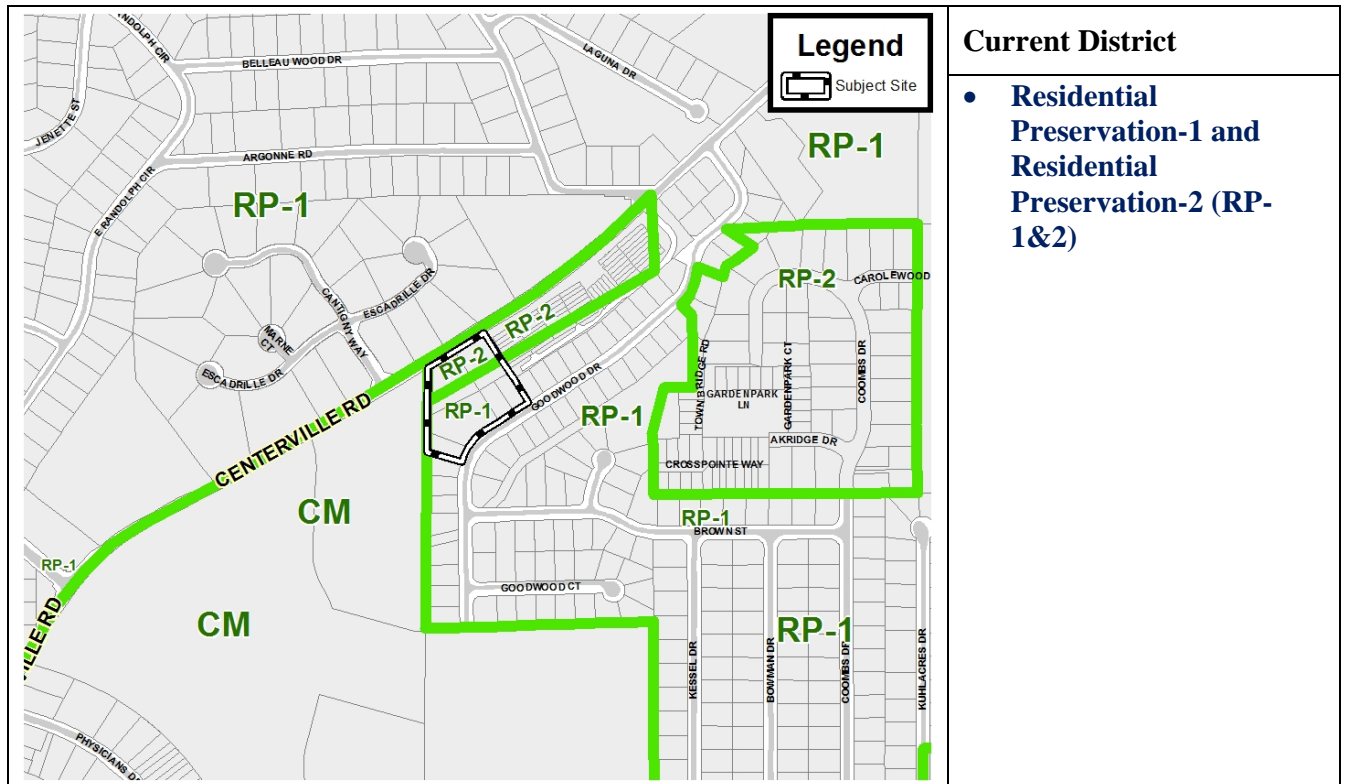 Legend
Subject Site
Current District
• Residential
Preservation-1 and
Residential
Preservation-2 (RP-
1&2)
BELLEAU WOOD DR
LAGUNA DR
JENETTE ST
ARGONNE RD
E RANDOLPH CIR
RP-1
RP-1
CANTIGNY WAY
ESCADRILLE DR
MARNE
CT
ESCADRILLE DR
RP-2
RP-2
RP-1
GOODWOOD DR
RP-1
RP-2
CAROLEWOOD
TOWNBRIDGE RD
GARDENPARK
LN
GARDENPARK CT
COOMBS DR
AKRIDGE DR
CROSSPOINTE WAY
CENTERVILLE RD
CM
RP-1
BROWN ST
RP-1
GOODWOOD CT
CM
VILLE RD
RP-1
KESSEL DR
BOWMAN DR
COOMBS DR
KUHLACRES DR
PHYSICIANS DR